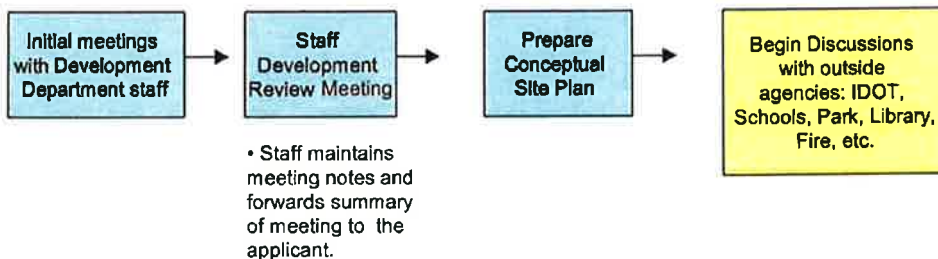 Initial meetings
with Development
Department staff
Staff
Development
Review Meeting
• Staff maintains
meeting notes and
forwards summary
of meeting to the
applicant.
Prepare
Conceptual
Site Plan
Begin Discussions
with outside
agencies: IDOT,
Schools, Park, Library,
Fire, etc.